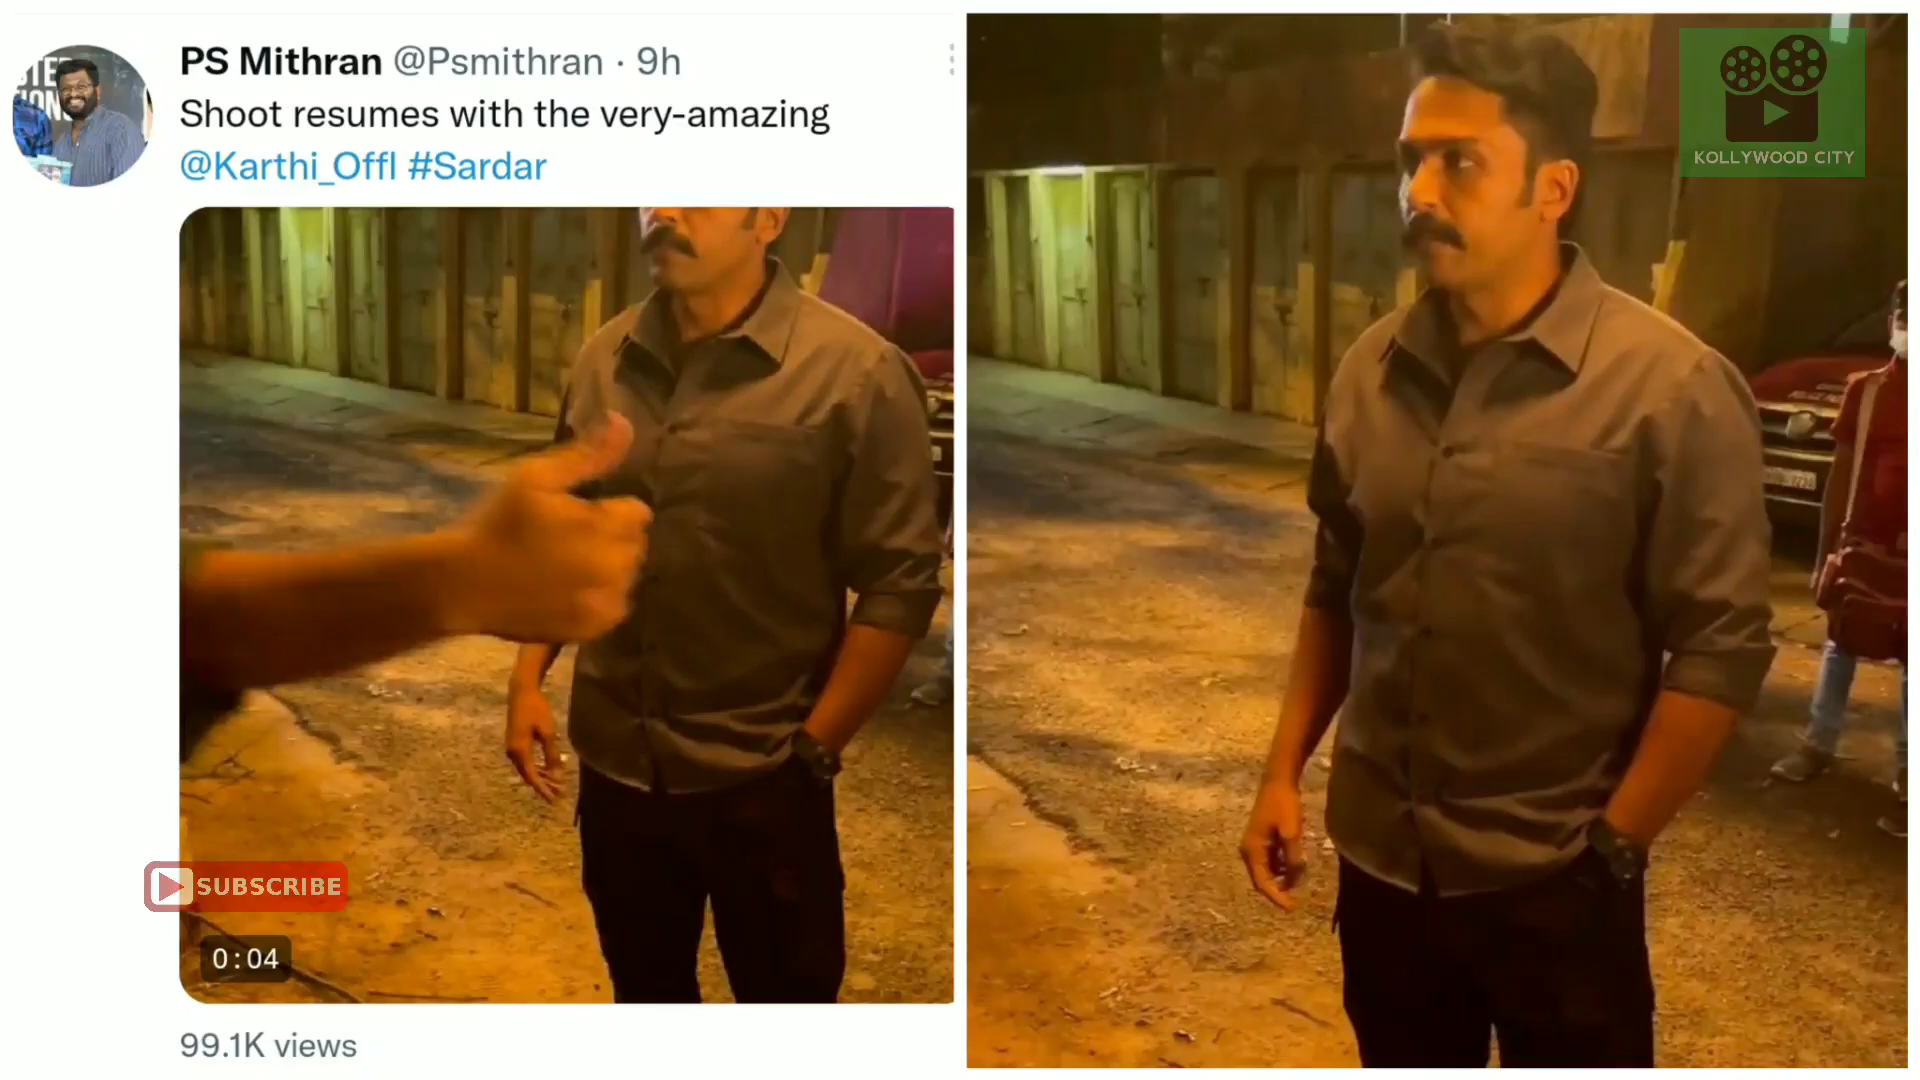 PS Mithran @Psmithran · 9h
Shoot resumes with the very-amazing
@Karthi_Offl #Sardar
SUBSCRIBE
0:04
99.1K views
KOLLYWOOD CITY